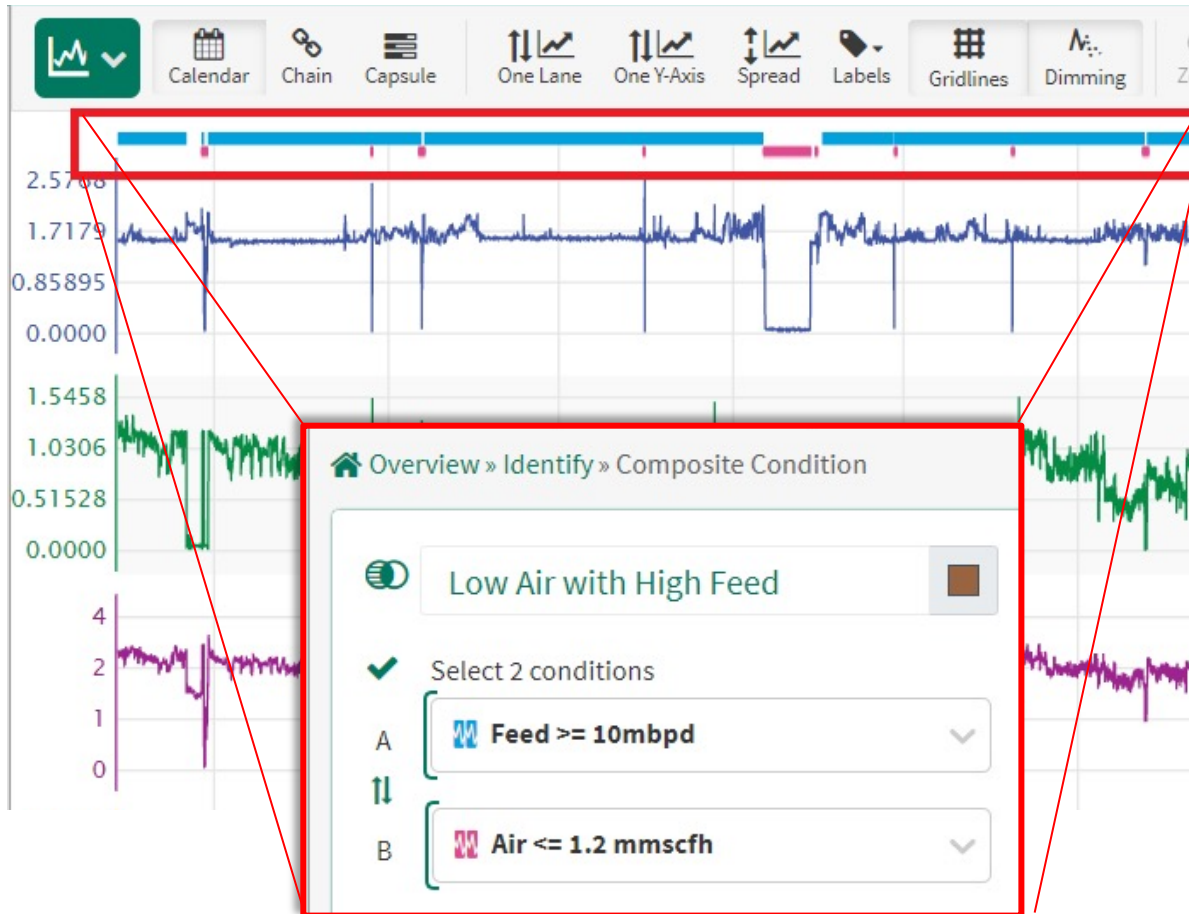 Calendar Chain Capsule One Lane One Y-Axis Spread Labels Gridlines Dimming
1.7179
0.85895
0.0000
1.5458
1.0306
0.51528
0.0000
4
2
1
0
Overview » Identify » Composite Condition
Low Air with High Feed
Select 2 conditions
A
Feed >= 10mbpd
B
Air <= 1.2 mmscfh